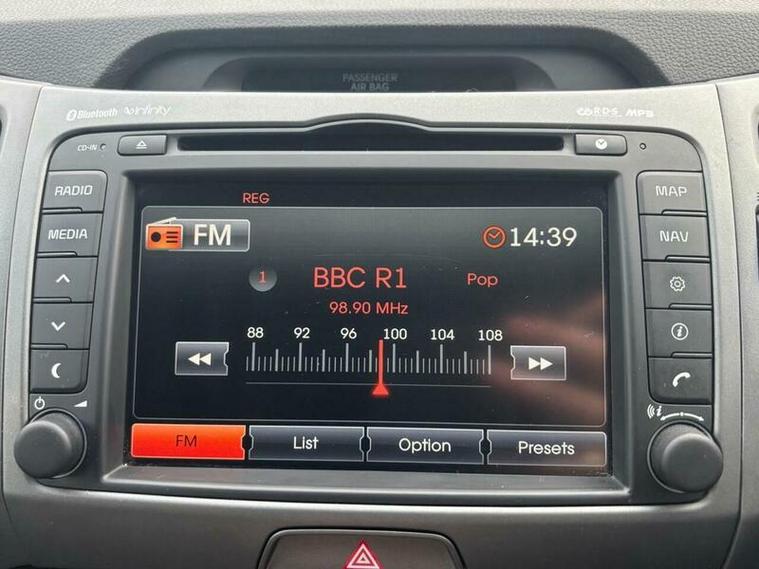 PASSENGER
AIR BAG
Bluetooth infinity
RDS MP3
CD-IN
RADIO
MEDIA
MAP
NAV
REG
FM
14:39
1
BBC R1
Pop
98.90 MHz
88 92 96 100 104 108
FM
List
Option
Presets
i
i